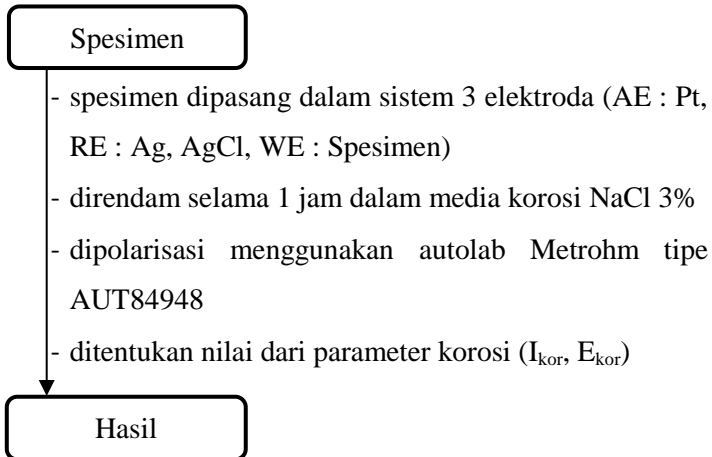 Spesimen
- spesimen dipasang dalam sistem 3 elektroda (AE : Pt,
RE : Ag, AgCl, WE : Spesimen)
- direndam selama 1 jam dalam media korosi NaCl 3%
- dipolarisasi menggunakan autolab Metrohm tipe
AUT84948
- ditentukan nilai dari parameter korosi (Ikor, Ekor)
Hasil